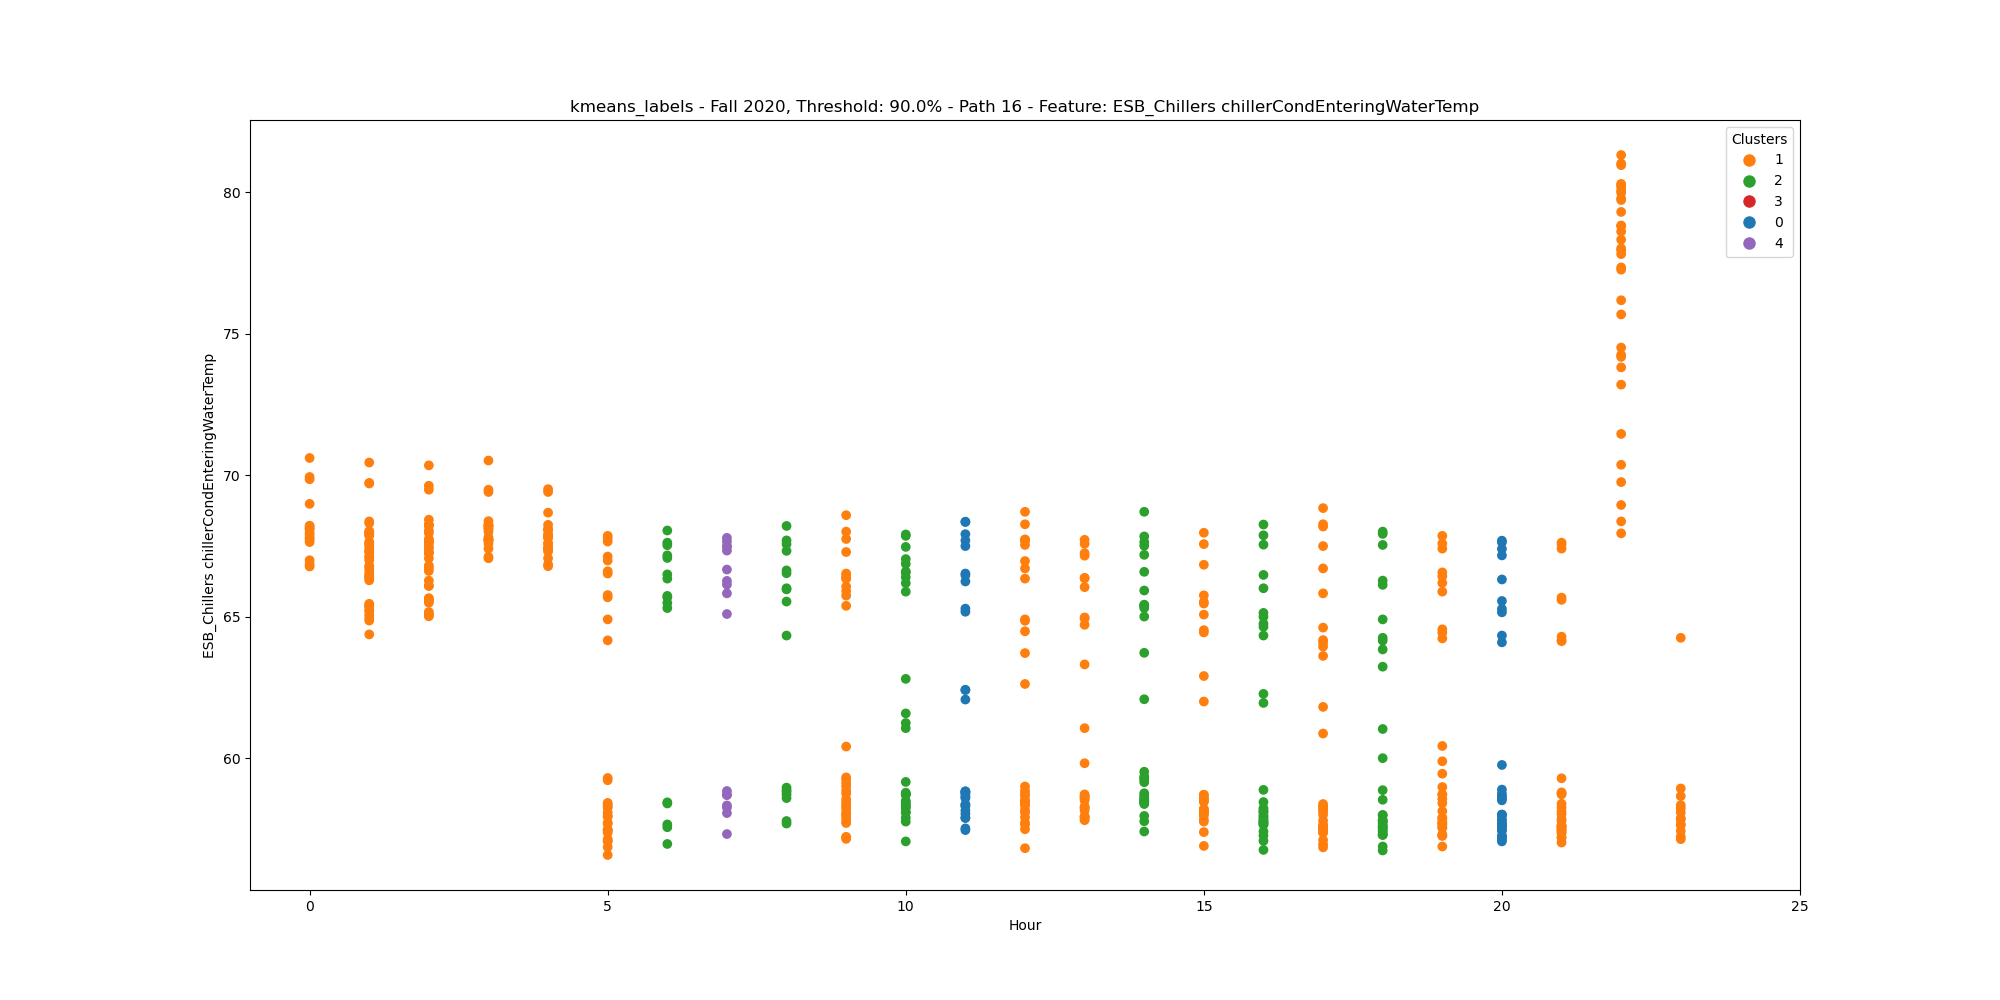 kmeans_labels - Fall 2020, Threshold: 90.0% - Path 16 - Feature: ESB_Chillers chillerCondEnteringWaterTemp
Clusters
1
2
3
0
4
ESB_Chillers chillerCondEnteringWaterTemp
80
75
70
65
60
0 5 10 15 20 25
Hour